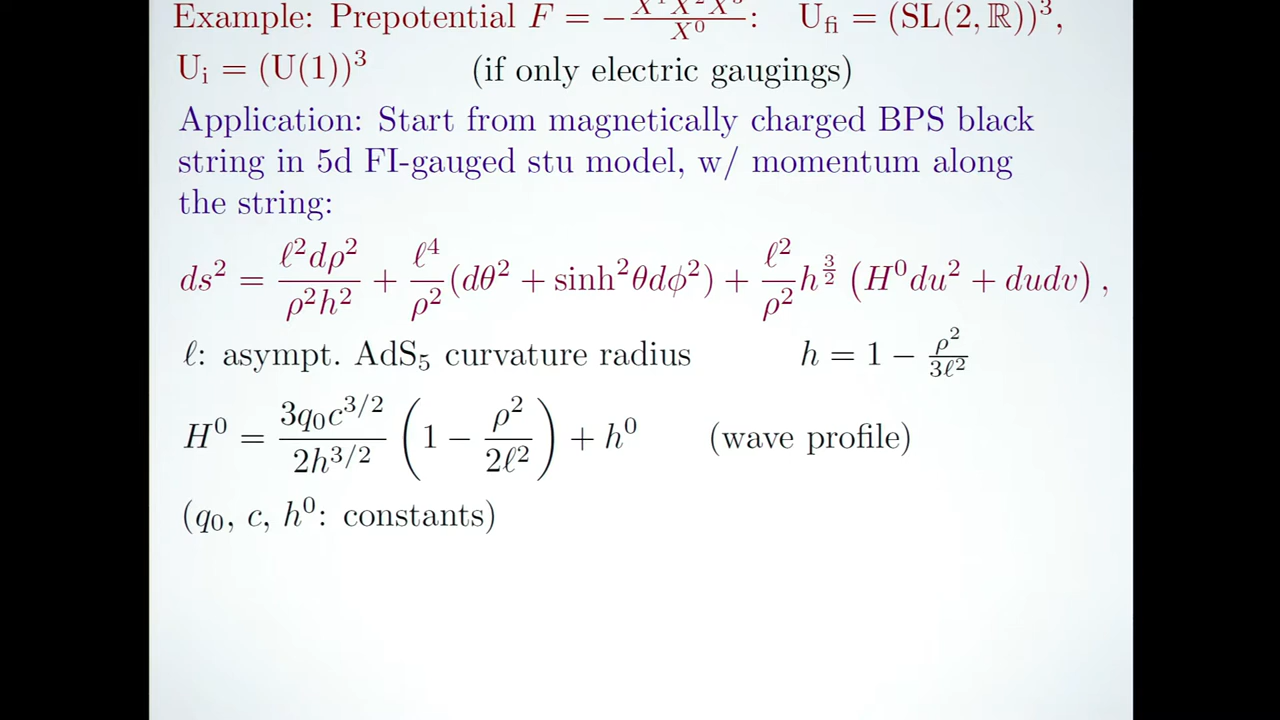 Example: Prepotential F = −X¹X²X³/X⁰: U_fi = (SL(2, ℝ))³,
U_i = (U(1))³ (if only electric gaugings)
Application: Start from magnetically charged BPS black
string in 5d FI-gauged stu model, w/ momentum along
the string:
ds² = ℓ²dρ²/ρ²h² + ℓ⁴/ρ² (dθ² + sinh²θdϕ²) + ℓ²/ρ² h^{3/2} (H⁰du² + dudv) ,
ℓ: asympt. AdS₅ curvature radius h = 1 − ρ²/3ℓ²
H⁰ = 3q₀c^{3/2}/2h^{3/2} (1 − ρ²/2ℓ²) + h⁰ (wave profile)
(q₀, c, h⁰: constants)